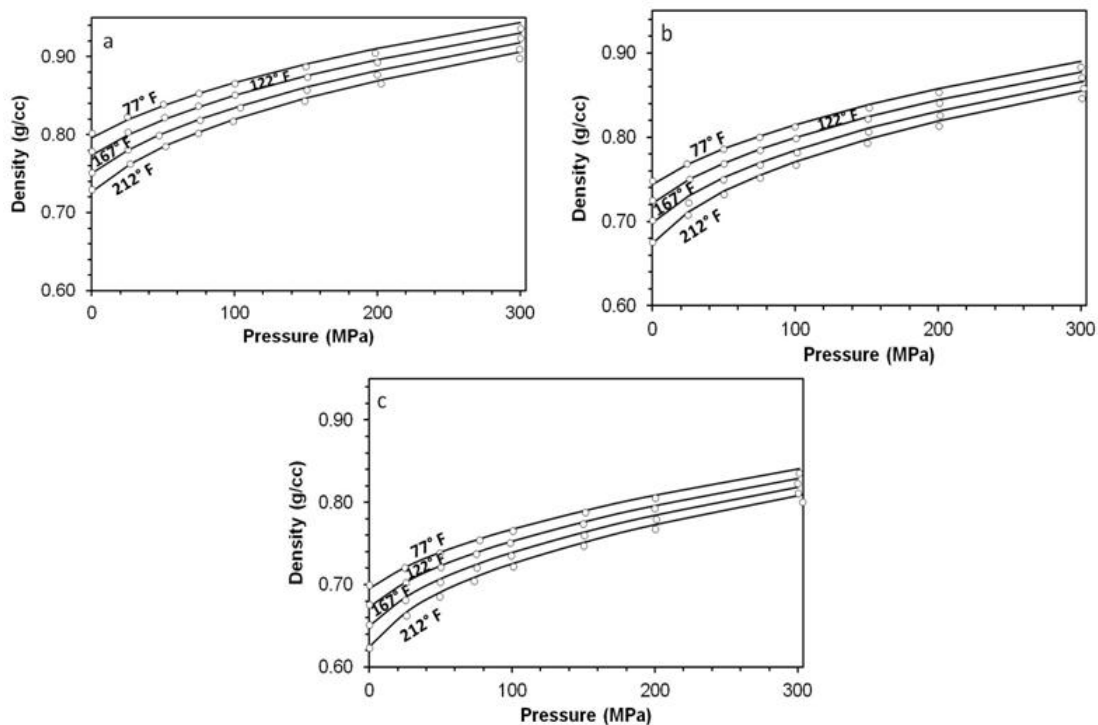 a
0.90
0.80
0.70
0.60
Density (g/cc)
77° F
122° F
167° F
212° F
0
100
200
300
Pressure (MPa)
b
0.90
0.80
0.70
0.60
Density (g/cc)
77° F
122° F
167° F
212° F
0
100
200
300
Pressure (MPa)
c
0.90
0.80
0.70
0.60
Density (g/cc)
77° F
122° F
167° F
212° F
0
100
200
300
Pressure (MPa)